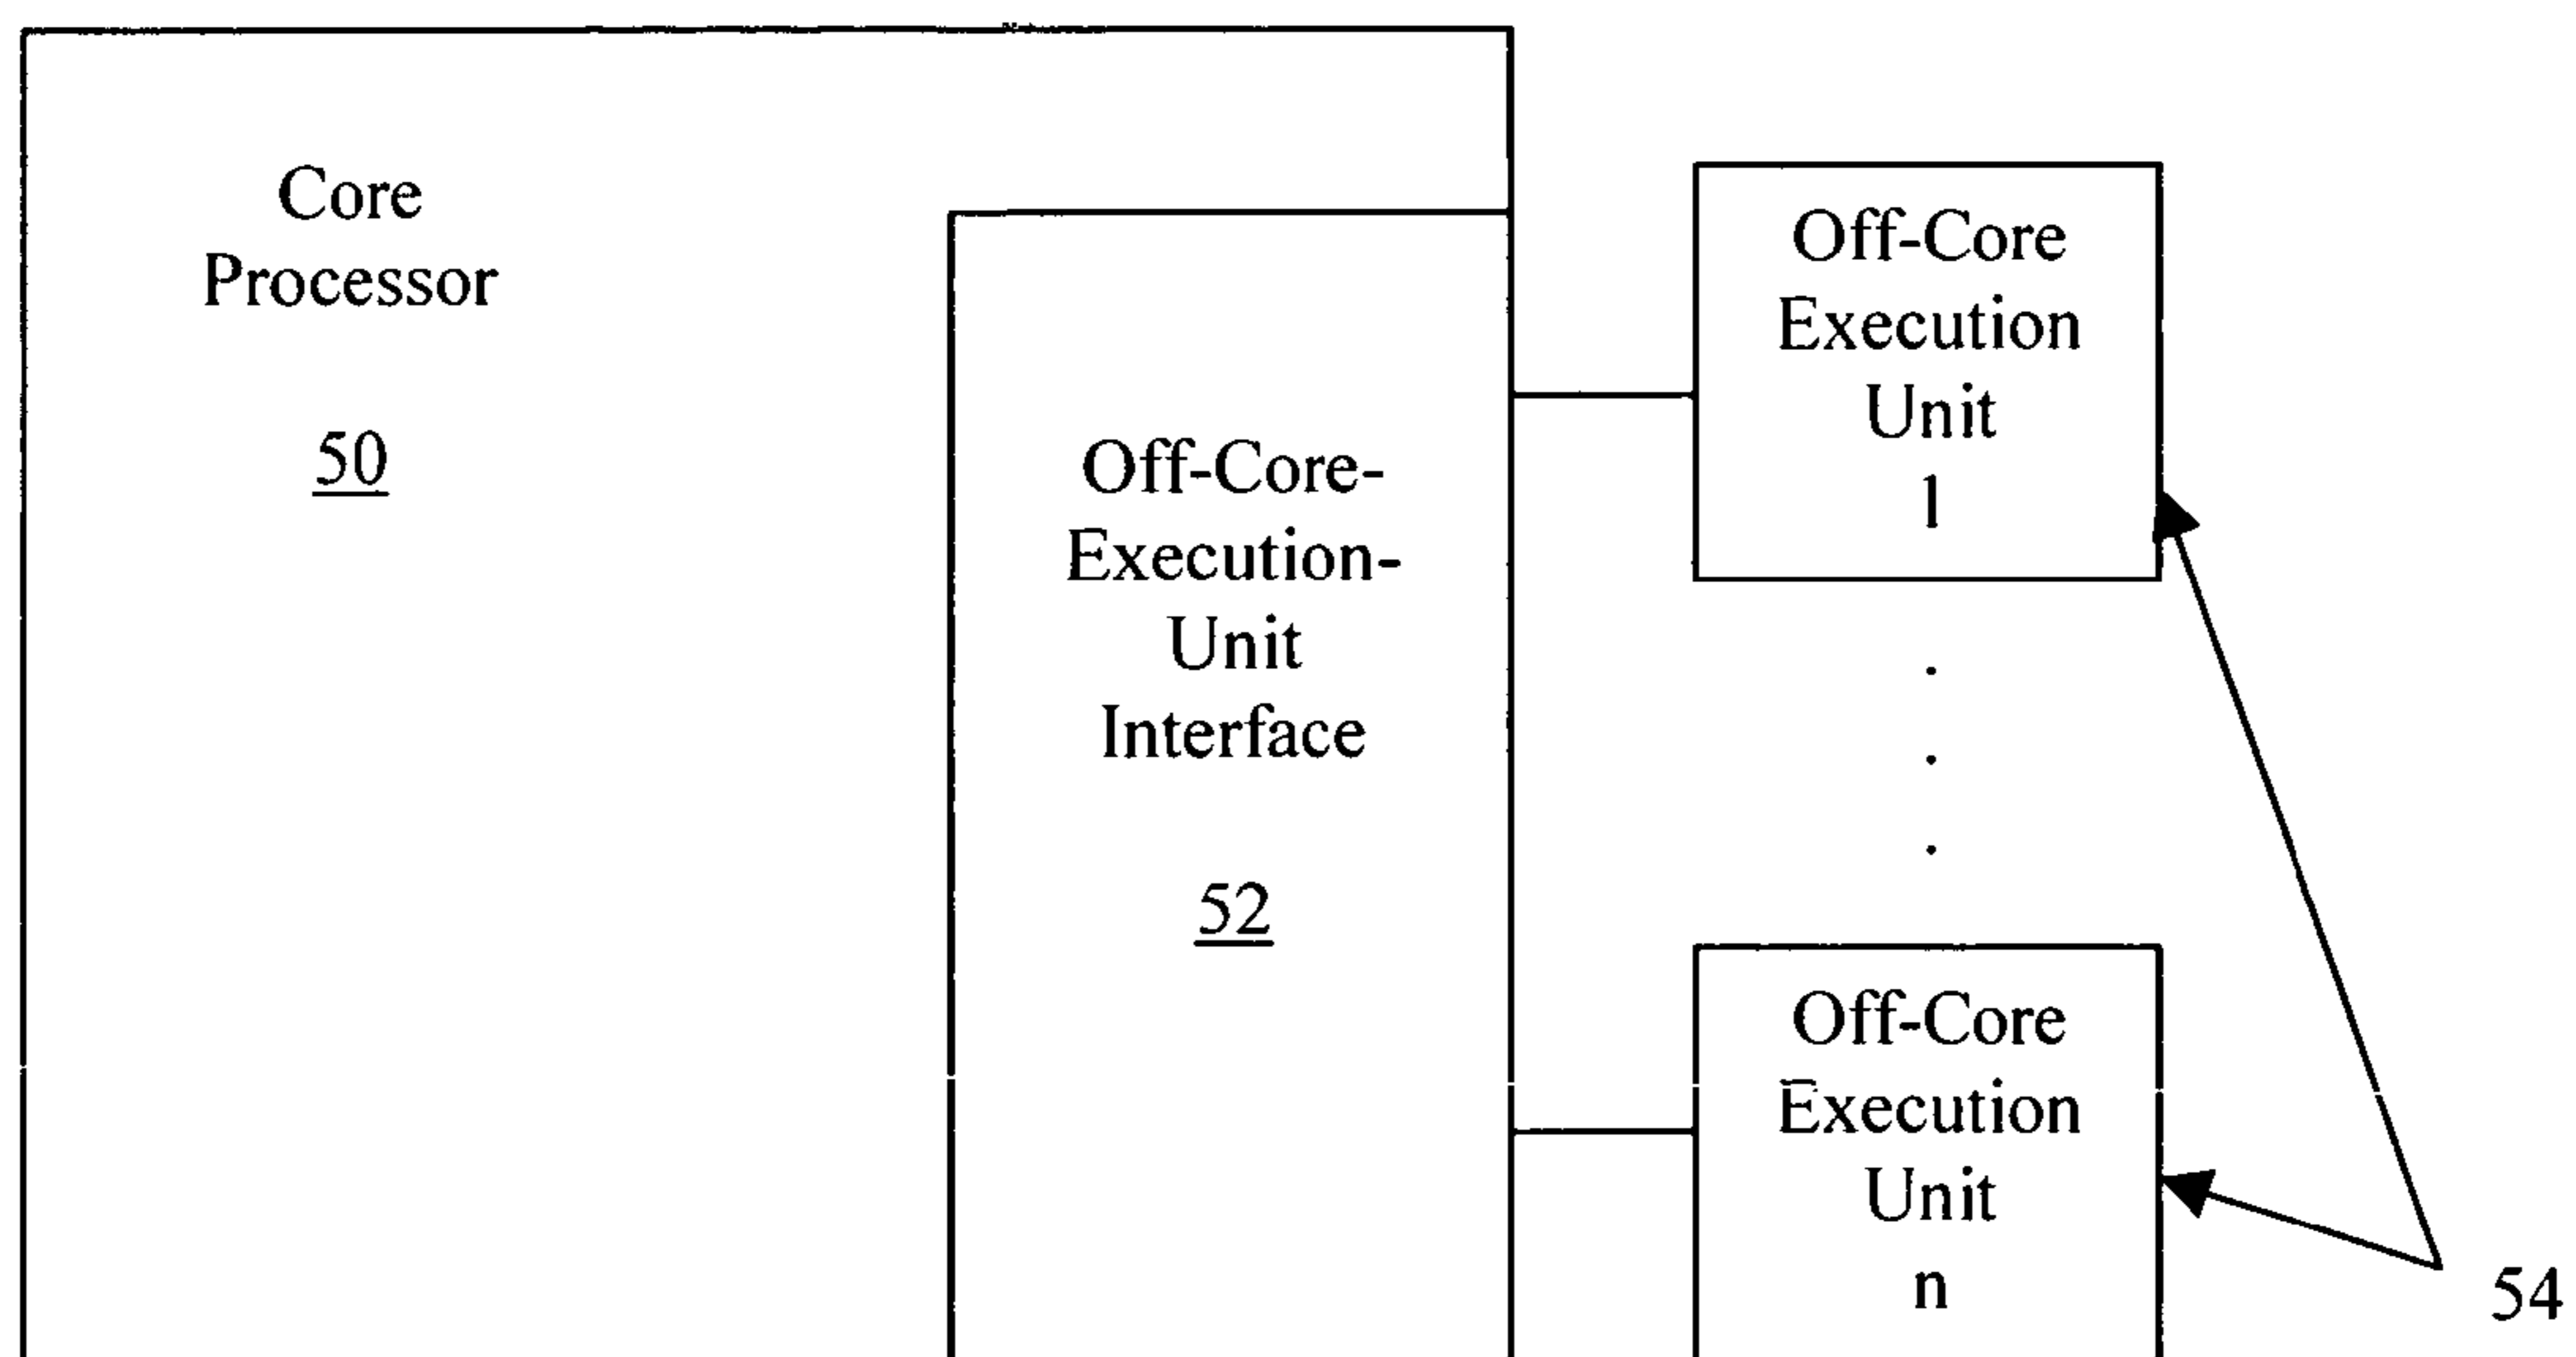 Core
Processor
50
Off-Core-
Execution-
Unit
Interface
52
Off-Core
Execution
Unit
1
.
.
.
Off-Core
Execution
Unit
n
54